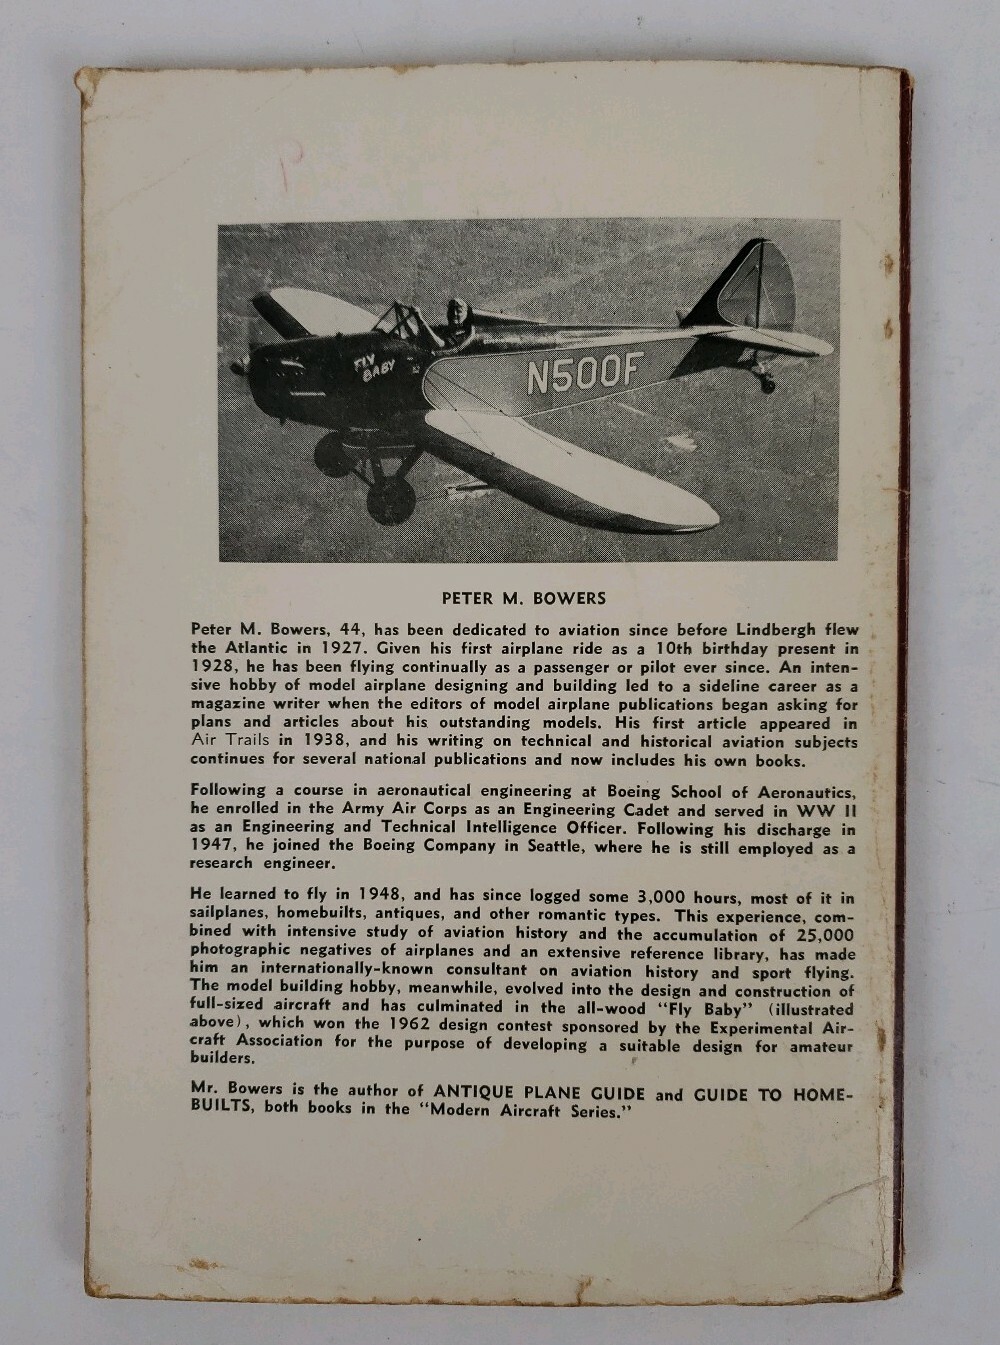 FLY
BABY
N500F
PETER M. BOWERS
Peter M. Bowers, 44, has been dedicated to aviation since before Lindbergh flew
the Atlantic in 1927. Given his first airplane ride as a 10th birthday present in
1928, he has been flying continually as a passenger or pilot ever since. An inten-
sive hobby of model airplane designing and building led to a sideline career as a
magazine writer when the editors of model airplane publications began asking for
plans and articles about his outstanding models. His first article appeared in
Air Trails in 1938, and his writing on technical and historical aviation subjects
continues for several national publications and now includes his own books.
Following a course in aeronautical engineering at Boeing School of Aeronautics,
he enrolled in the Army Air Corps as an Engineering Cadet and served in WW II
as an Engineering and Technical Intelligence Officer. Following his discharge in
1947, he joined the Boeing Company in Seattle, where he is still employed as a
research engineer.
He learned to fly in 1948, and has since logged some 3,000 hours, most of it in
sailplanes, homebuilts, antiques, and other romantic types. This experience, com-
bined with intensive study of aviation history and the accumulation of 25,000
photographic negatives of airplanes and an extensive reference library, has made
him an internationally-known consultant on aviation history and sport flying.
The model building hobby, meanwhile, evolved into the design and construction of
full-sized aircraft and has culminated in the all-wood "Fly Baby" (illustrated
above), which won the 1962 design contest sponsored by the Experimental Air-
craft Association for the purpose of developing a suitable design for amateur
builders.
Mr. Bowers is the author of ANTIQUE PLANE GUIDE and GUIDE TO HOME-
BUILTS, both books in the "Modern Aircraft Series."